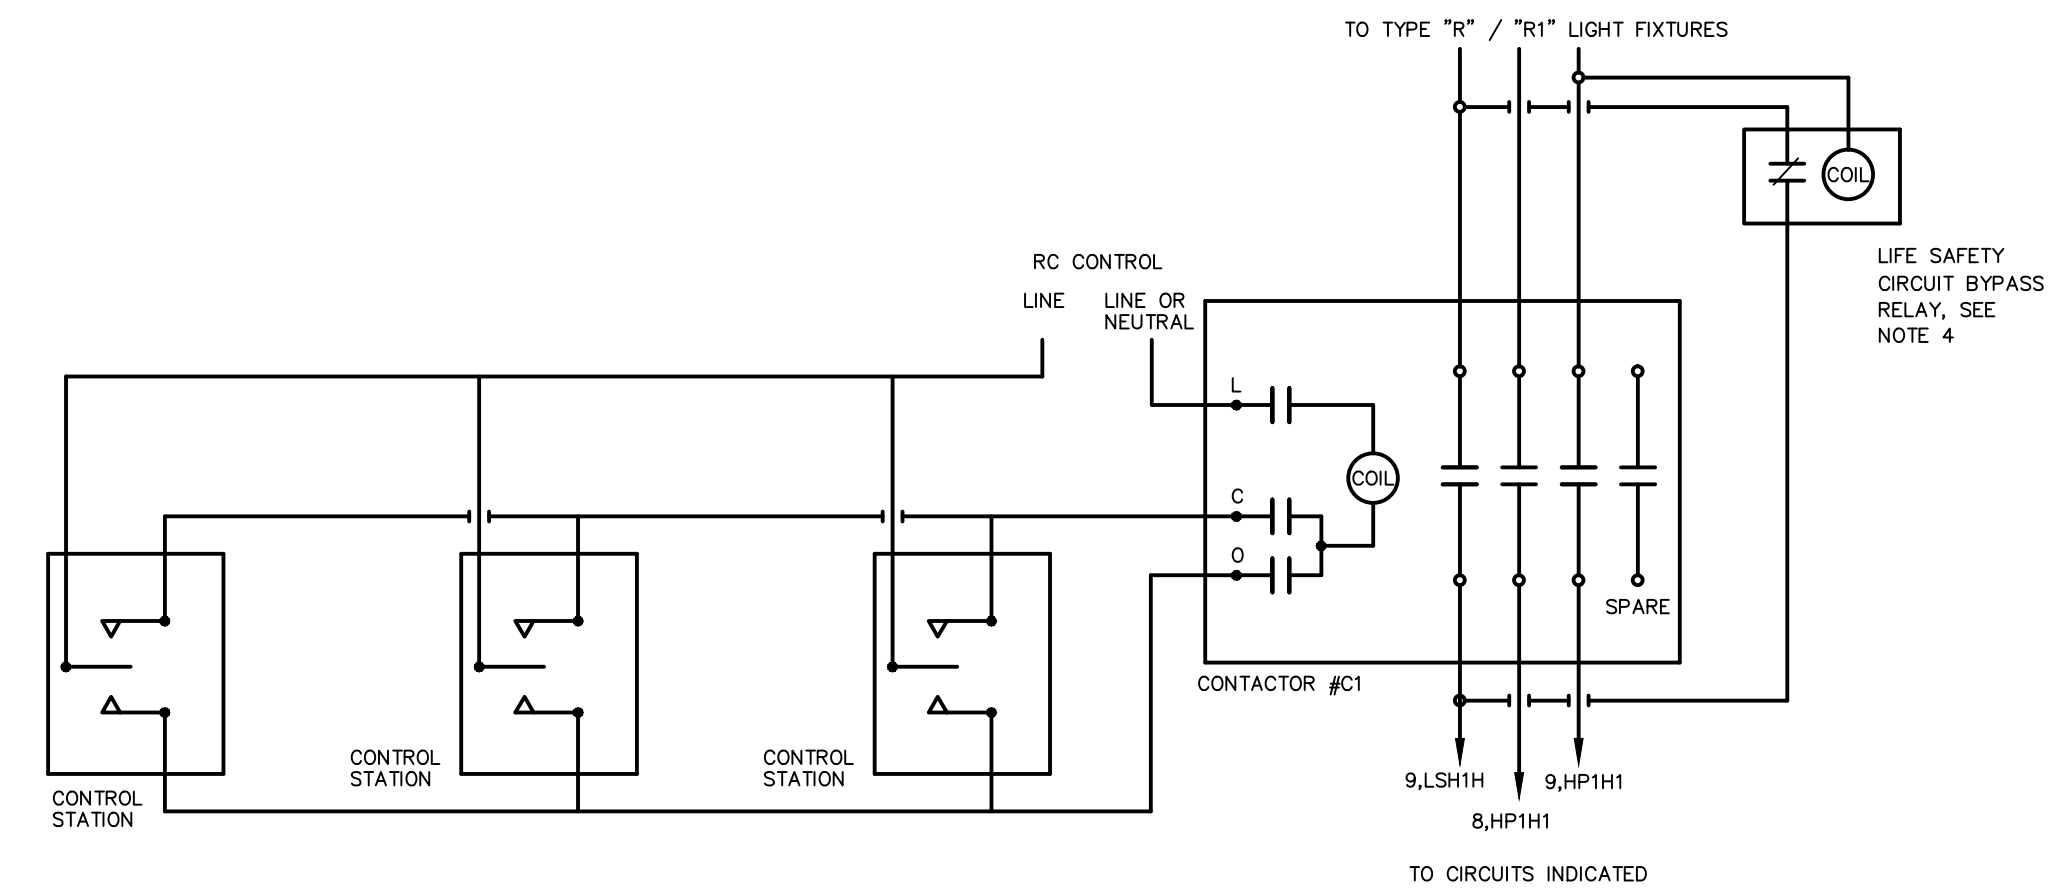 TO TYPE "R" / "R1" LIGHT FIXTURES
COIL
LIFE SAFETY
CIRCUIT BYPASS
RELAY, SEE
NOTE 4
RC CONTROL
LINE
LINE OR
NEUTRAL
L
COIL
C
O
SPARE
CONTACTOR #C1
CONTROL
STATION
CONTROL
STATION
CONTROL
STATION
9,LSH1H
9,HP1H1
8,HP1H1
TO CIRCUITS INDICATED